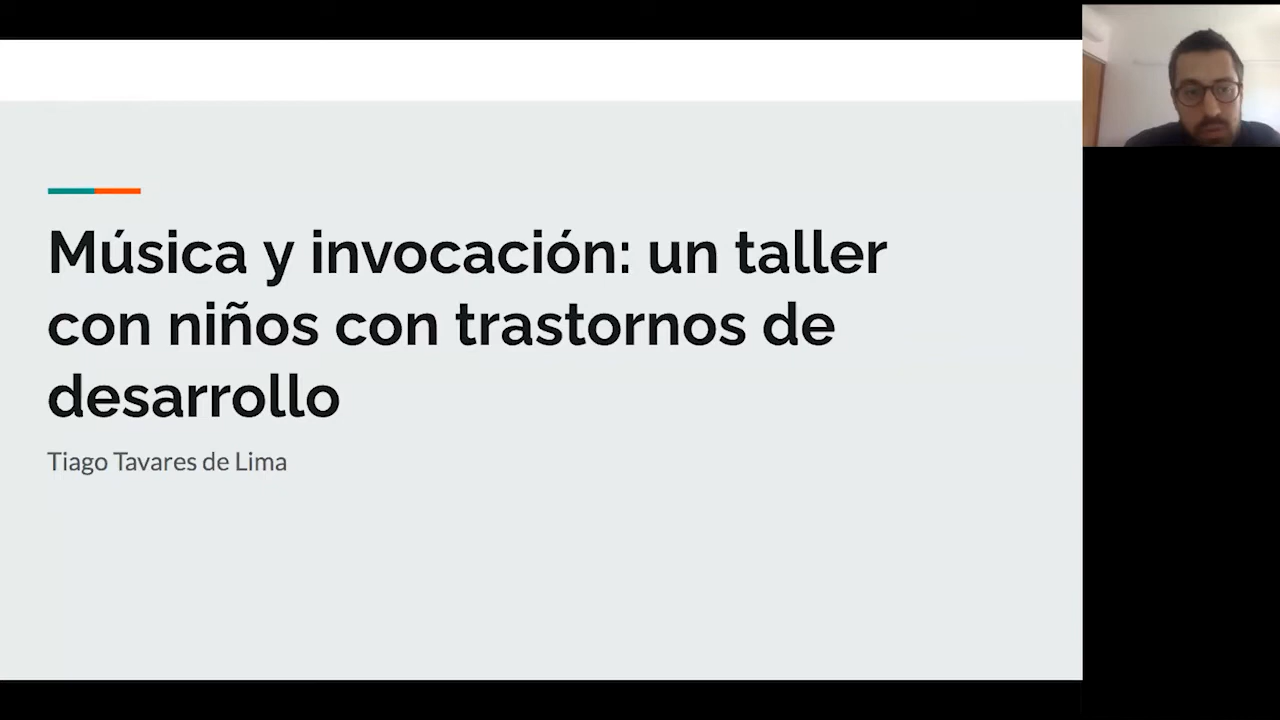 Música y invocación: un taller
con niños con trastornos de
desarrollo
Tiago Tavares de Lima